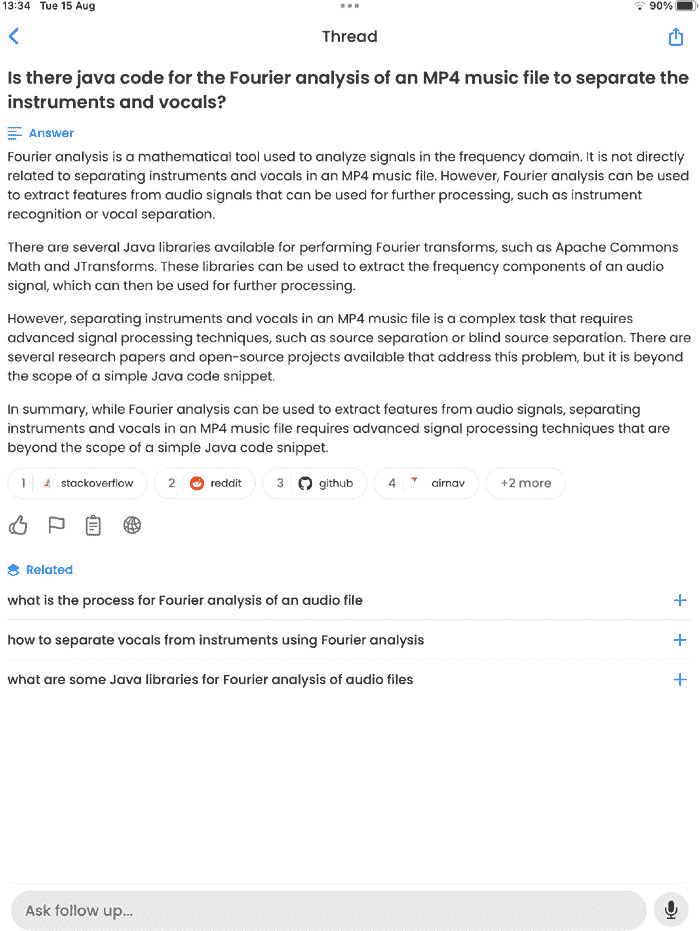 13:34 Tue 15 Aug
90%
Thread
Is there java code for the Fourier analysis of an MP4 music file to separate the
instruments and vocals?
Answer
Fourier analysis is a mathematical tool used to analyze signals in the frequency domain. It is not directly
related to separating instruments and vocals in an MP4 music file. However, Fourier analysis can be used
to extract features from audio signals that can be used for further processing, such as instrument
recognition or vocal separation.
There are several Java libraries available for performing Fourier transforms, such as Apache Commons
Math and JTransforms. These libraries can be used to extract the frequency components of an audio
signal, which can then be used for further processing.
However, separating instruments and vocals in an MP4 music file is a complex task that requires
advanced signal processing techniques, such as source separation or blind source separation. There are
several research papers and open-source projects available that address this problem, but it is beyond
the scope of a simple Java code snippet.
In summary, while Fourier analysis can be used to extract features from audio signals, separating
instruments and vocals in an MP4 music file requires advanced signal processing techniques that are
beyond the scope of a simple Java code snippet.
1 stackoverflow 2 reddit 3 github 4 airnav +2 more
Related
what is the process for Fourier analysis of an audio file
how to separate vocals from instruments using Fourier analysis
what are some Java libraries for Fourier analysis of audio files
Ask follow up...